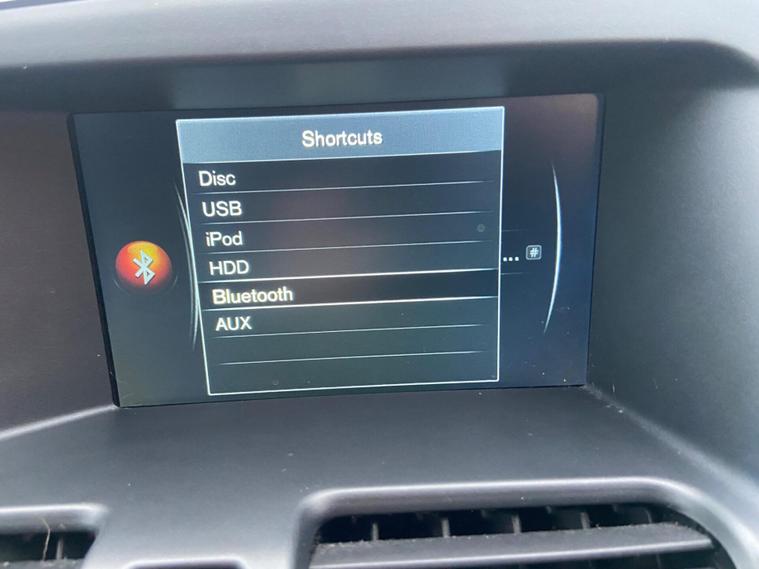 Shortcuts
Disc
USB
iPod
HDD
... #
Bluetooth
AUX